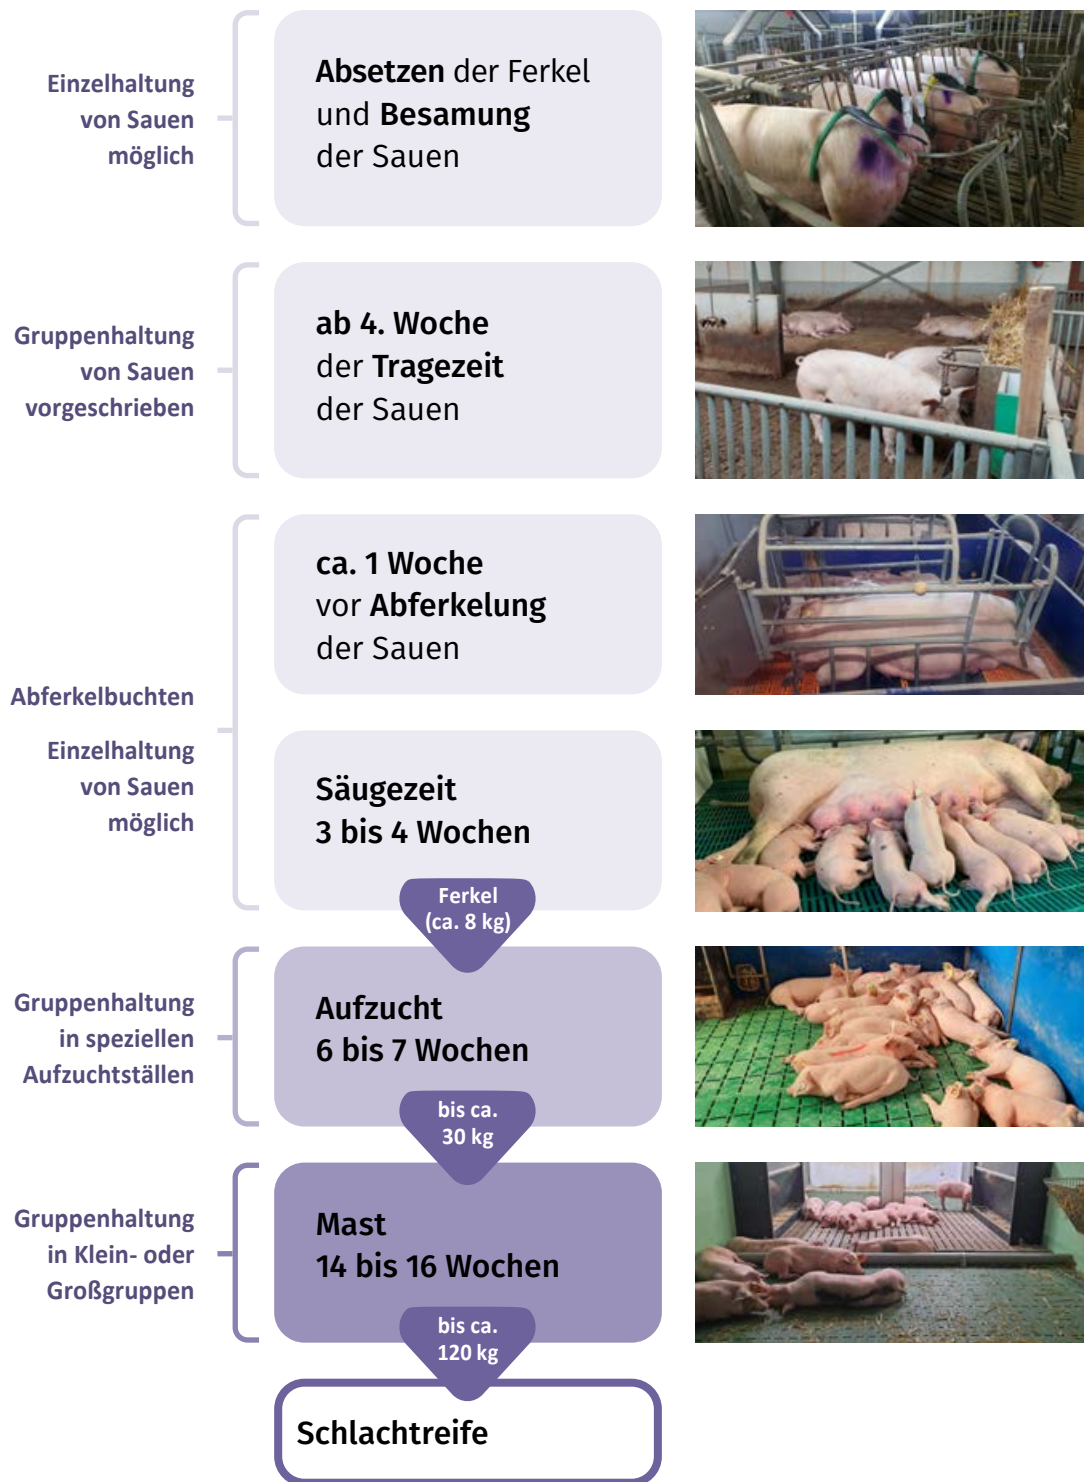 Einzelhaltung
von Sauen
möglich
Absetzen der Ferkel
und Besamung
der Sauen
Gruppenhaltung
von Sauen
vorgeschrieben
ab 4. Woche
der Tragezeit
der Sauen
Abferkelbuchten
Einzelhaltung
von Sauen
möglich
ca. 1 Woche
vor Abferkelung
der Sauen
Säugezeit
3 bis 4 Wochen
Ferkel
(ca. 8 kg)
Gruppenhaltung
in speziellen
Aufzuchtställen
Aufzucht
6 bis 7 Wochen
bis ca.
30 kg
Gruppenhaltung
in Klein- oder
Großgruppen
Mast
14 bis 16 Wochen
bis ca.
120 kg
Schlachtreife